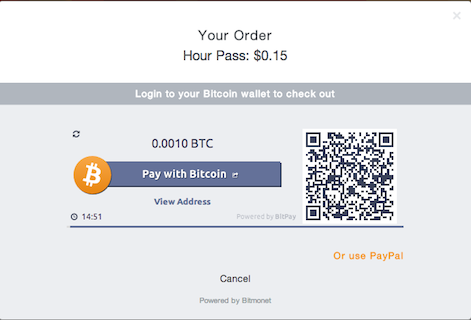 Your Order
Hour Pass: $0.15
Login to your Bitcoin wallet to check out
0.0010 BTC
Pay with Bitcoin
View Address
14:51
Powered by BitPay
Or use PayPal
Cancel
Powered by Bitmonet